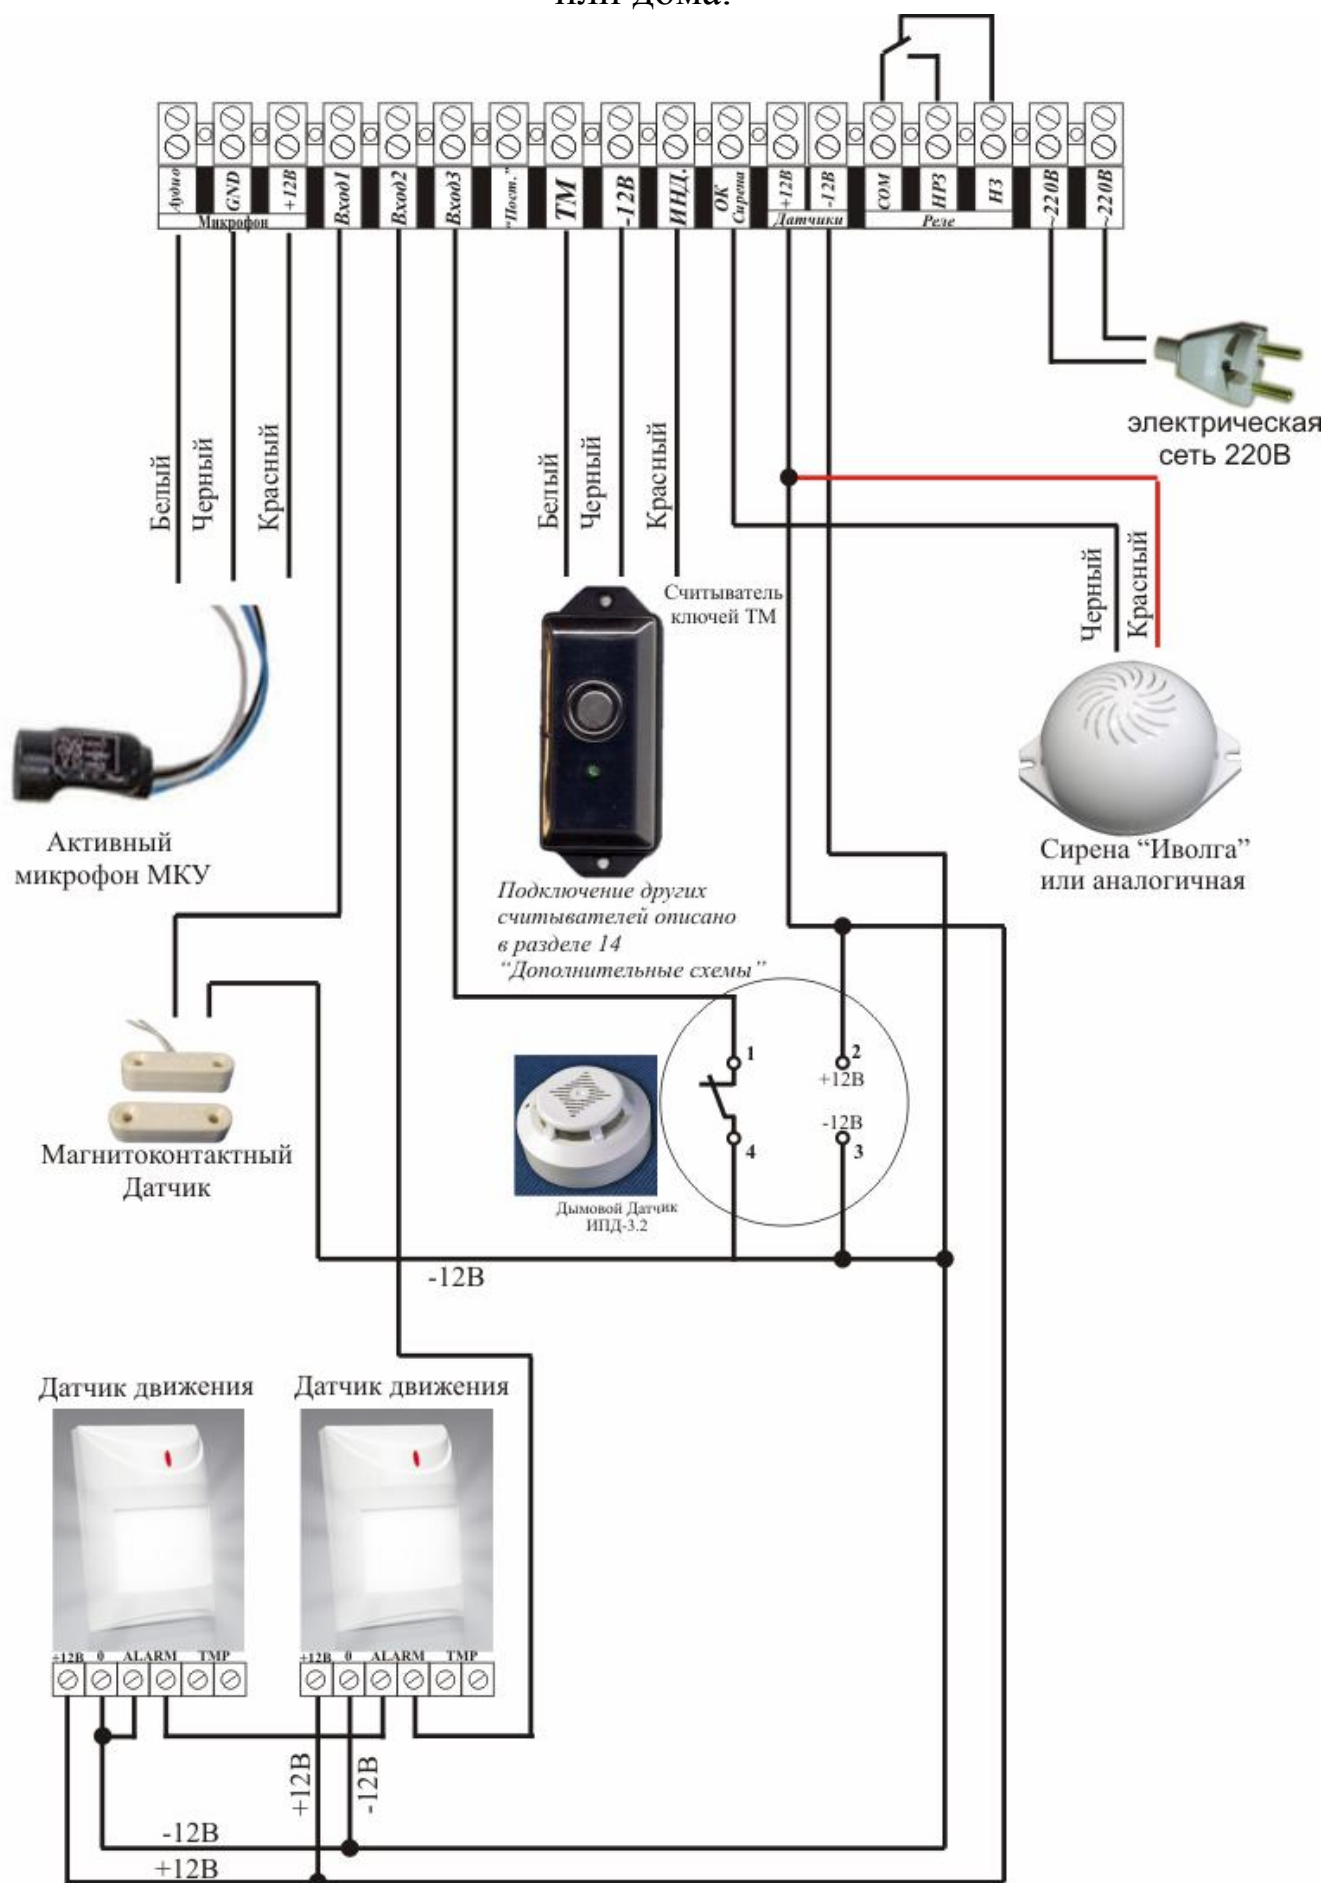 или дома.
Аудио
GND
+12В
Вход1
Вход2
Вход3
“Пост.”
ТМ
-12В
ИНД.
ОК
Сирена
+12В
-12В
COM
НРЗ
НЗ
~220В
~220В
Микрофон
Датчики
Реле
Белый
Черный
Красный
Белый
Черный
Красный
электрическая
сеть 220В
Черный
Красный
Считыватель
ключей ТМ
Активный
микрофон МКУ
Сирена “Иволга”
или аналогичная
Подключение других
считывателей описано
в разделе 14
“Дополнительные схемы”
1
2
+12В
-12В
4
3
Магнитоконтактный
Датчик
Дымовой Датчик
ИПД-3.2
-12В
Датчик движения
Датчик движения
+12В 0 ALARM TMP
+12В 0 ALARM TMP
+12В
-12В
-12В
+12В